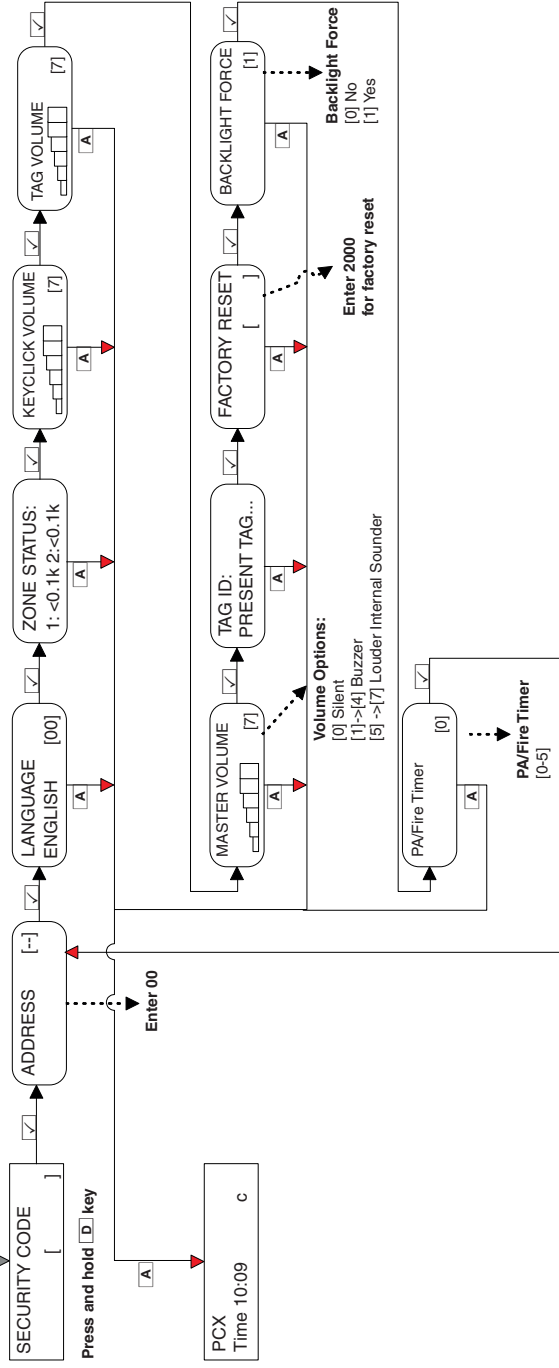 SECURITY CODE
[ ]
Press and hold D key
✓
ADDRESS [--]
Enter 00
✓
LANGUAGE
ENGLISH [00]
A
✓
ZONE STATUS:
1: <0.1k 2:<0.1k
A
✓
KEYCLICK VOLUME
[7]
A
✓
TAG VOLUME
[7]
A
✓
PCX
Time 10:09 c
A
MASTER VOLUME
[7]
A
Volume Options:
[0] Silent
[1]->[4] Buzzer
[5] ->[7] Louder Internal Sounder
✓
TAG ID:
PRESENT TAG...
A
✓
FACTORY RESET
[ ]
A
Enter 2000
for factory reset
✓
BACKLIGHT FORCE
[1]
A
✓
Backlight Force
[0] No
[1] Yes
PA/Fire Timer
[0]
A
✓
PA/Fire Timer
[0-5]